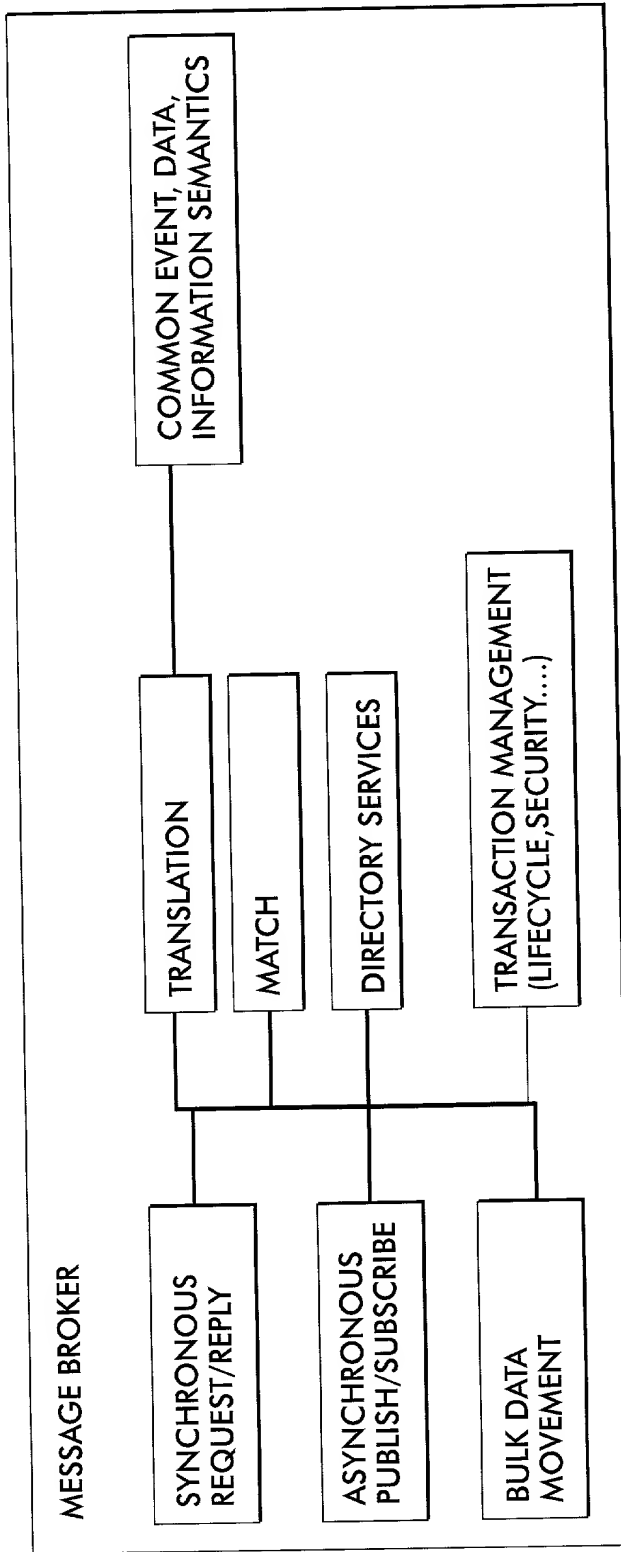 MESSAGE BROKER
SYNCHRONOUS
REQUEST/REPLY
ASYNCHRONOUS
PUBLISH/SUBSCRIBE
BULK DATA
MOVEMENT
TRANSLATION
MATCH
DIRECTORY SERVICES
TRANSACTION MANAGEMENT
(LIFECYCLE,SECURITY....)
COMMON EVENT, DATA,
INFORMATION SEMANTICS